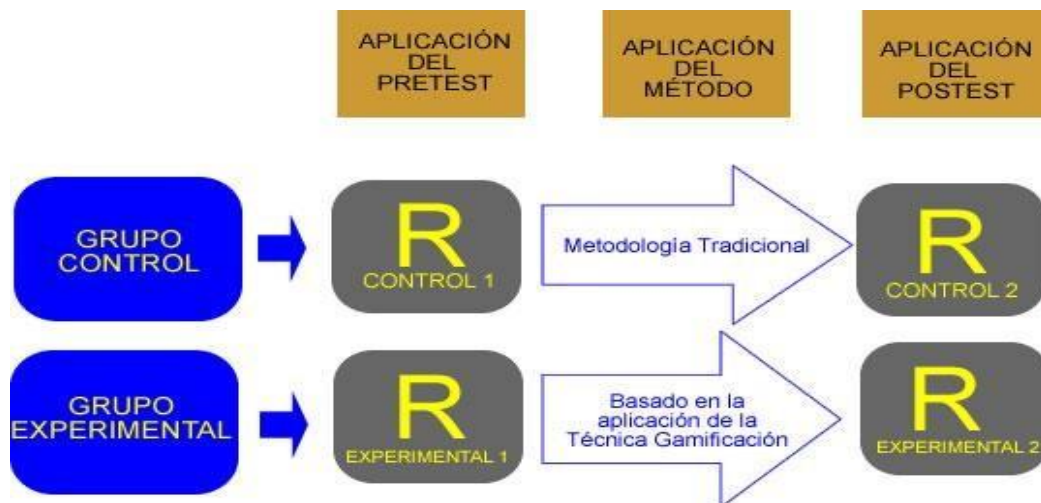 APLICACIÓN
DEL
PRETEST
APLICACIÓN
DEL
MÉTODO
APLICACIÓN
DEL
POSTEST
GRUPO
CONTROL
R
CONTROL 1
Metodología Tradicional
R
CONTROL 2
GRUPO
EXPERIMENTAL
R
EXPERIMENTAL 1
Basado en la
aplicación de la
Técnica Gamificación
R
EXPERIMENTAL 2